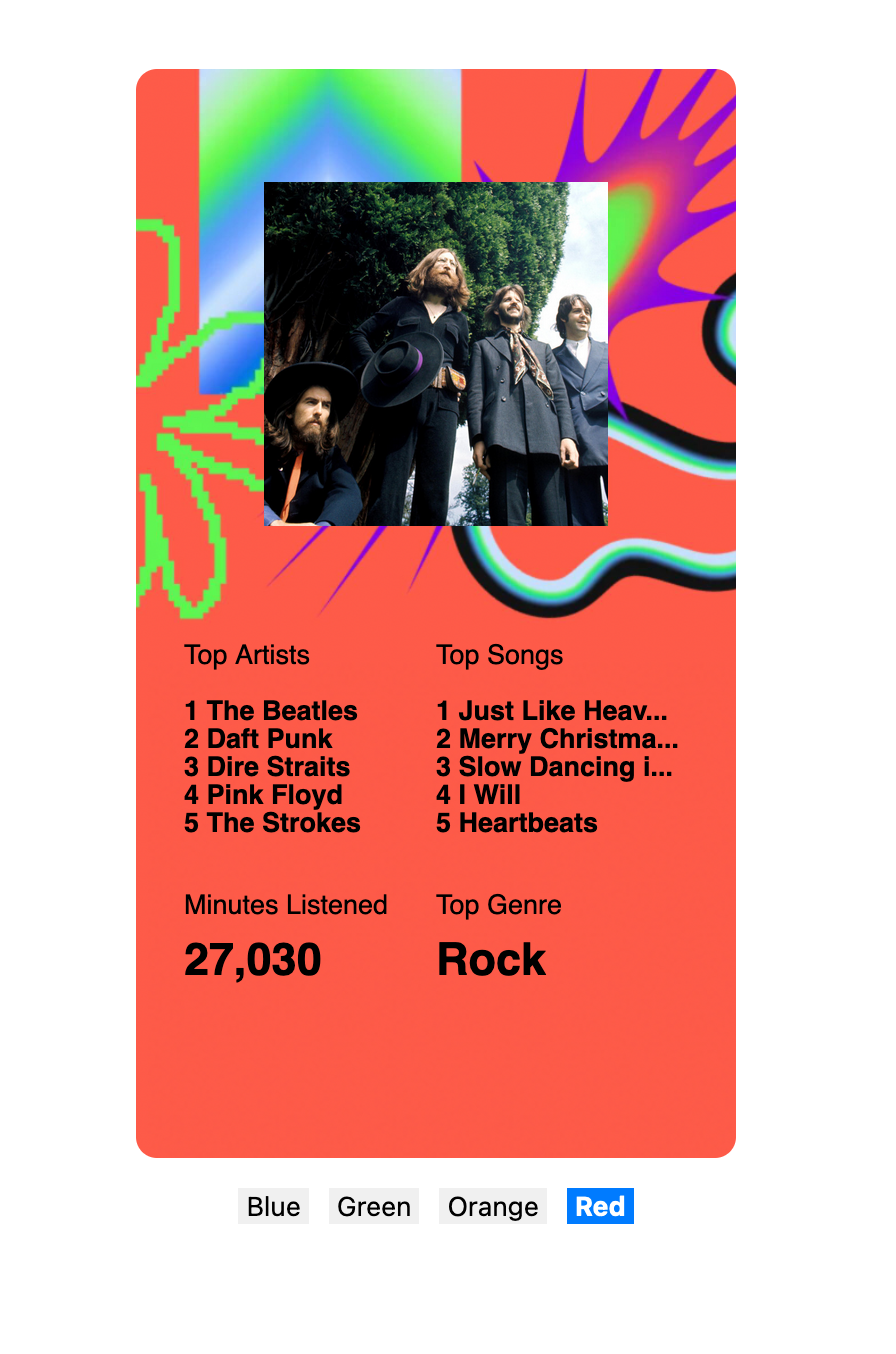 Top Artists
1 The Beatles
2 Daft Punk
3 Dire Straits
4 Pink Floyd
5 The Strokes
Top Songs
1 Just Like Heav...
2 Merry Christma...
3 Slow Dancing i...
4 I Will
5 Heartbeats
Minutes Listened
27,030
Top Genre
Rock
Blue Green Orange Red